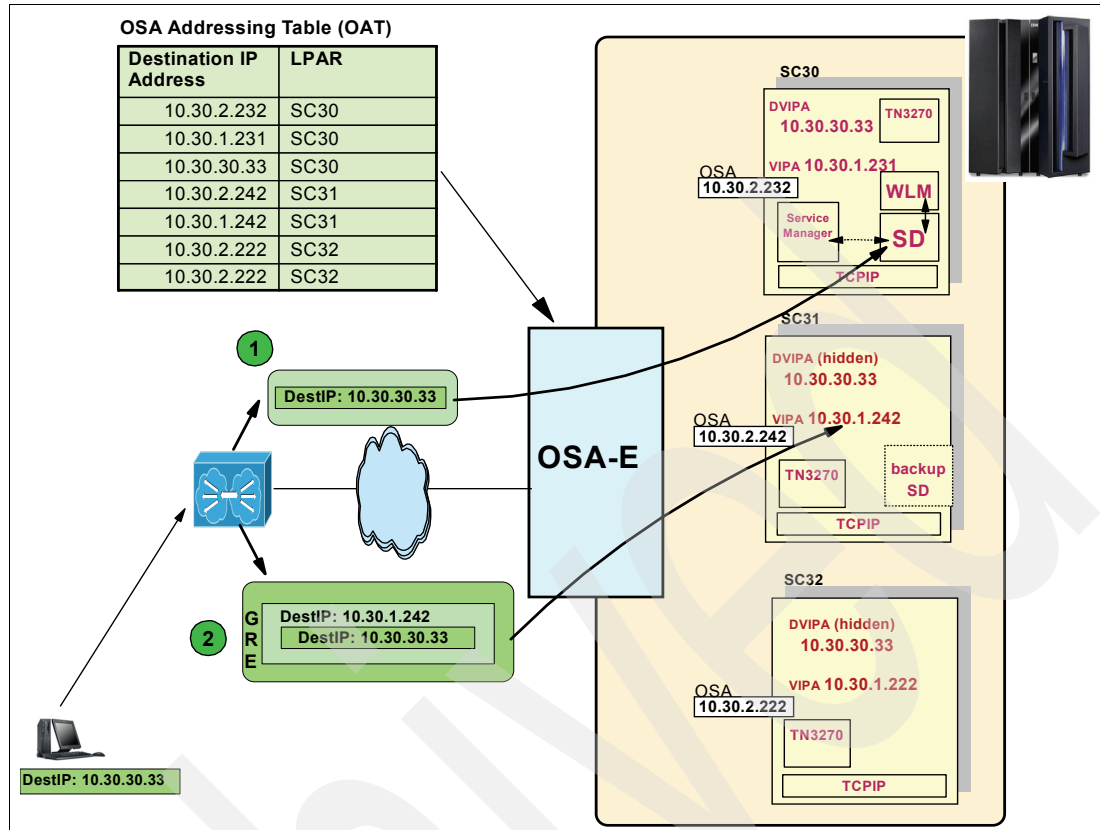 OSA Addressing Table (OAT)
Destination IP Address LPAR
10.30.2.232 SC30
10.30.1.231 SC30
10.30.30.33 SC30
10.30.2.242 SC31
10.30.1.242 SC31
10.30.2.222 SC32
10.30.2.222 SC32
SC30
DVIPA
10.30.30.33
TN3270
VIPA 10.30.1.231
OSA
10.30.2.232
WLM
Service
Manager
SD
TCPIP
1
DestIP: 10.30.30.33
OSA-E
SC31
DVIPA (hidden)
10.30.30.33
VIPA 10.30.1.242
OSA
10.30.2.242
TN3270
backup
SD
TCPIP
2
GRE
DestIP: 10.30.1.242
DestIP: 10.30.30.33
SC32
DVIPA (hidden)
10.30.30.33
VIPA 10.30.1.222
OSA
10.30.2.222
TN3270
TCPIP
DestIP: 10.30.30.33